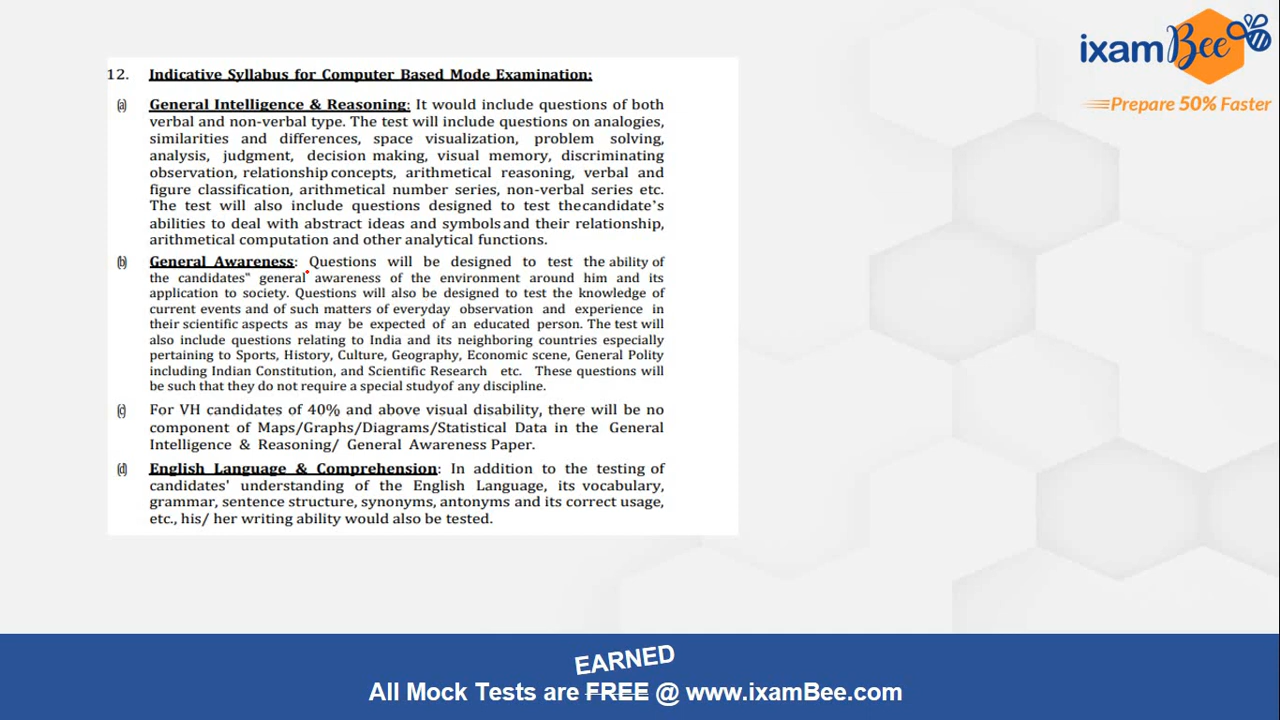 ixamBee
Prepare 50% Faster
12. Indicative Syllabus for Computer Based Mode Examination:
(a) General Intelligence & Reasoning: It would include questions of both
verbal and non-verbal type. The test will include questions on analogies,
similarities and differences, space visualization, problem solving,
analysis, judgment, decision making, visual memory, discriminating
observation, relationship concepts, arithmetical reasoning, verbal and
figure classification, arithmetical number series, non-verbal series etc.
The test will also include questions designed to test thecandidate's
abilities to deal with abstract ideas and symbols and their relationship,
arithmetical computation and other analytical functions.
(b) General Awareness: Questions will be designed to test the ability of
the candidates" general awareness of the environment around him and its
application to society. Questions will also be designed to test the knowledge of
current events and of such matters of everyday observation and experience in
their scientific aspects as may be expected of an educated person. The test will
also include questions relating to India and its neighboring countries especially
pertaining to Sports, History, Culture, Geography, Economic scene, General Polity
including Indian Constitution, and Scientific Research etc. These questions will
be such that they do not require a special studyof any discipline.
(c) For VH candidates of 40% and above visual disability, there will be no
component of Maps/Graphs/Diagrams/Statistical Data in the General
Intelligence & Reasoning/ General Awareness Paper.
(d) English Language & Comprehension: In addition to the testing of
candidates' understanding of the English Language, its vocabulary,
grammar, sentence structure, synonyms, antonyms and its correct usage,
etc., his/ her writing ability would also be tested.
EARNED
All Mock Tests are FREE @ www.ixamBee.com